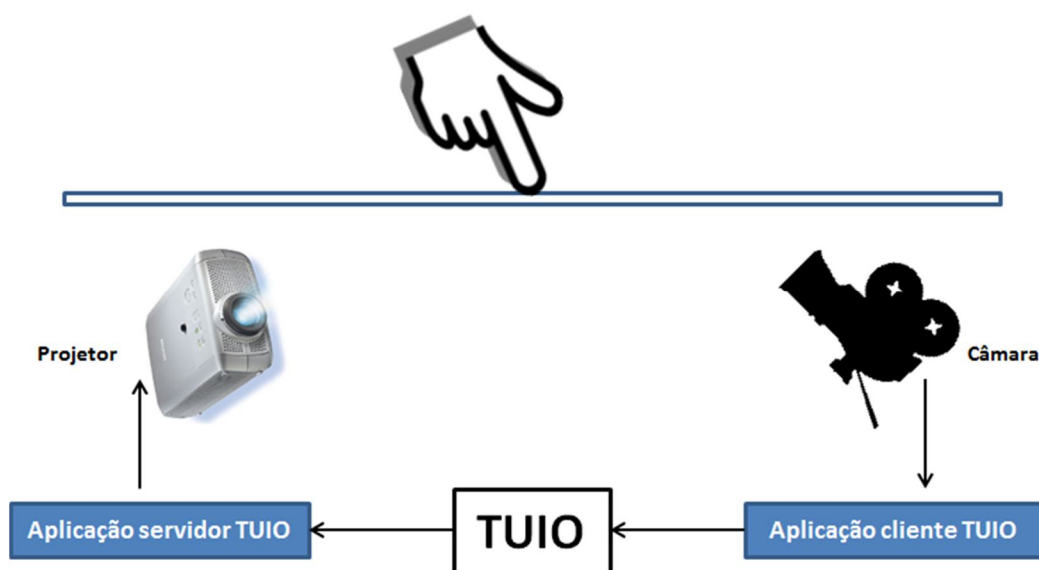 Projetor
Câmara
Aplicação servidor TUIO
TUIO
Aplicação cliente TUIO